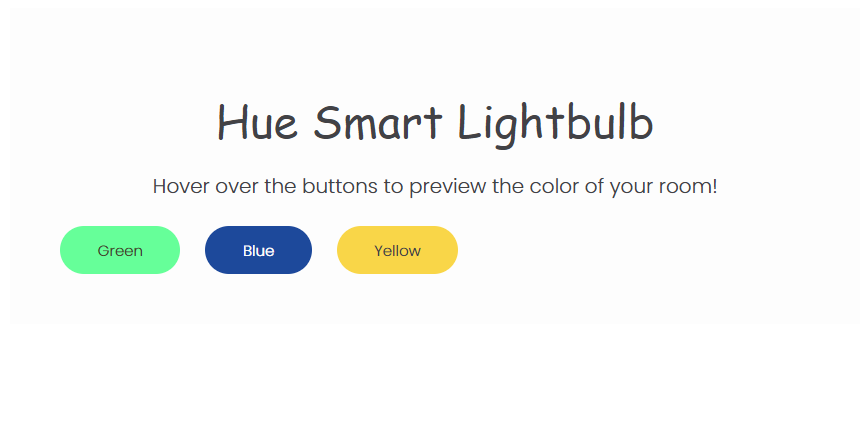 Hue Smart Lightbulb
Hover over the buttons to preview the color of your room!
Green Blue Yellow